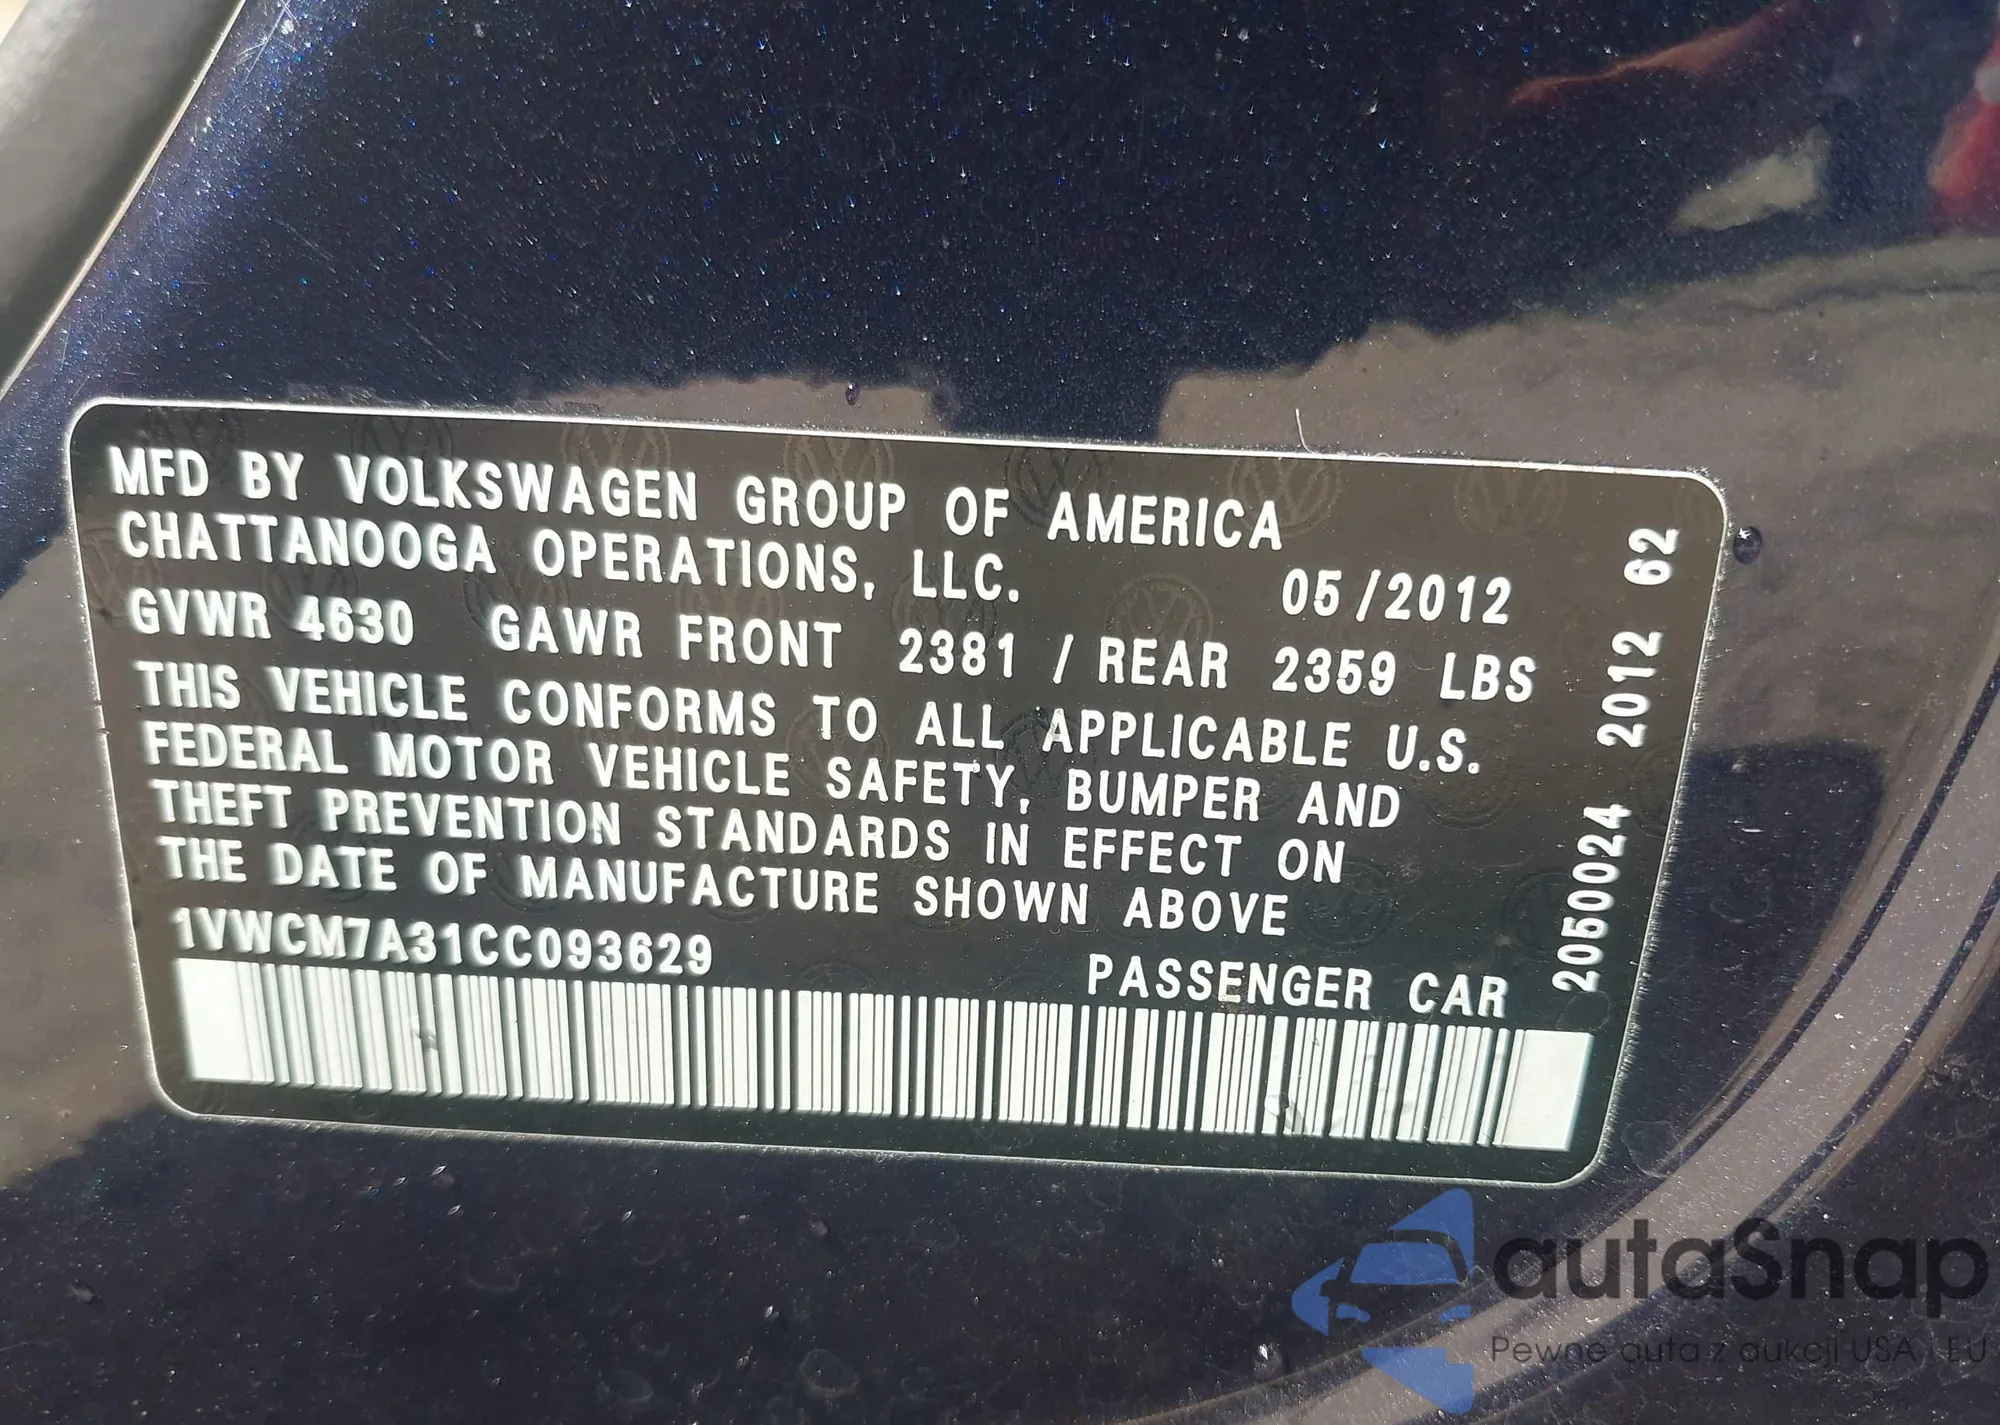 MFD BY VOLKSWAGEN GROUP OF AMERICA
CHATTANOOGA OPERATIONS, LLC. 05/2012
GVWR 4630 GAWR FRONT 2381 / REAR 2359 LBS
THIS VEHICLE CONFORMS TO ALL APPLICABLE U.S.
FEDERAL MOTOR VEHICLE SAFETY, BUMPER AND
THEFT PREVENTION STANDARDS IN EFFECT ON
THE DATE OF MANUFACTURE SHOWN ABOVE
1VWCM7A31CC093629 PASSENGER CAR
2050024 2012 62
autaSnap
Pewne auta z aukcji USA i EU